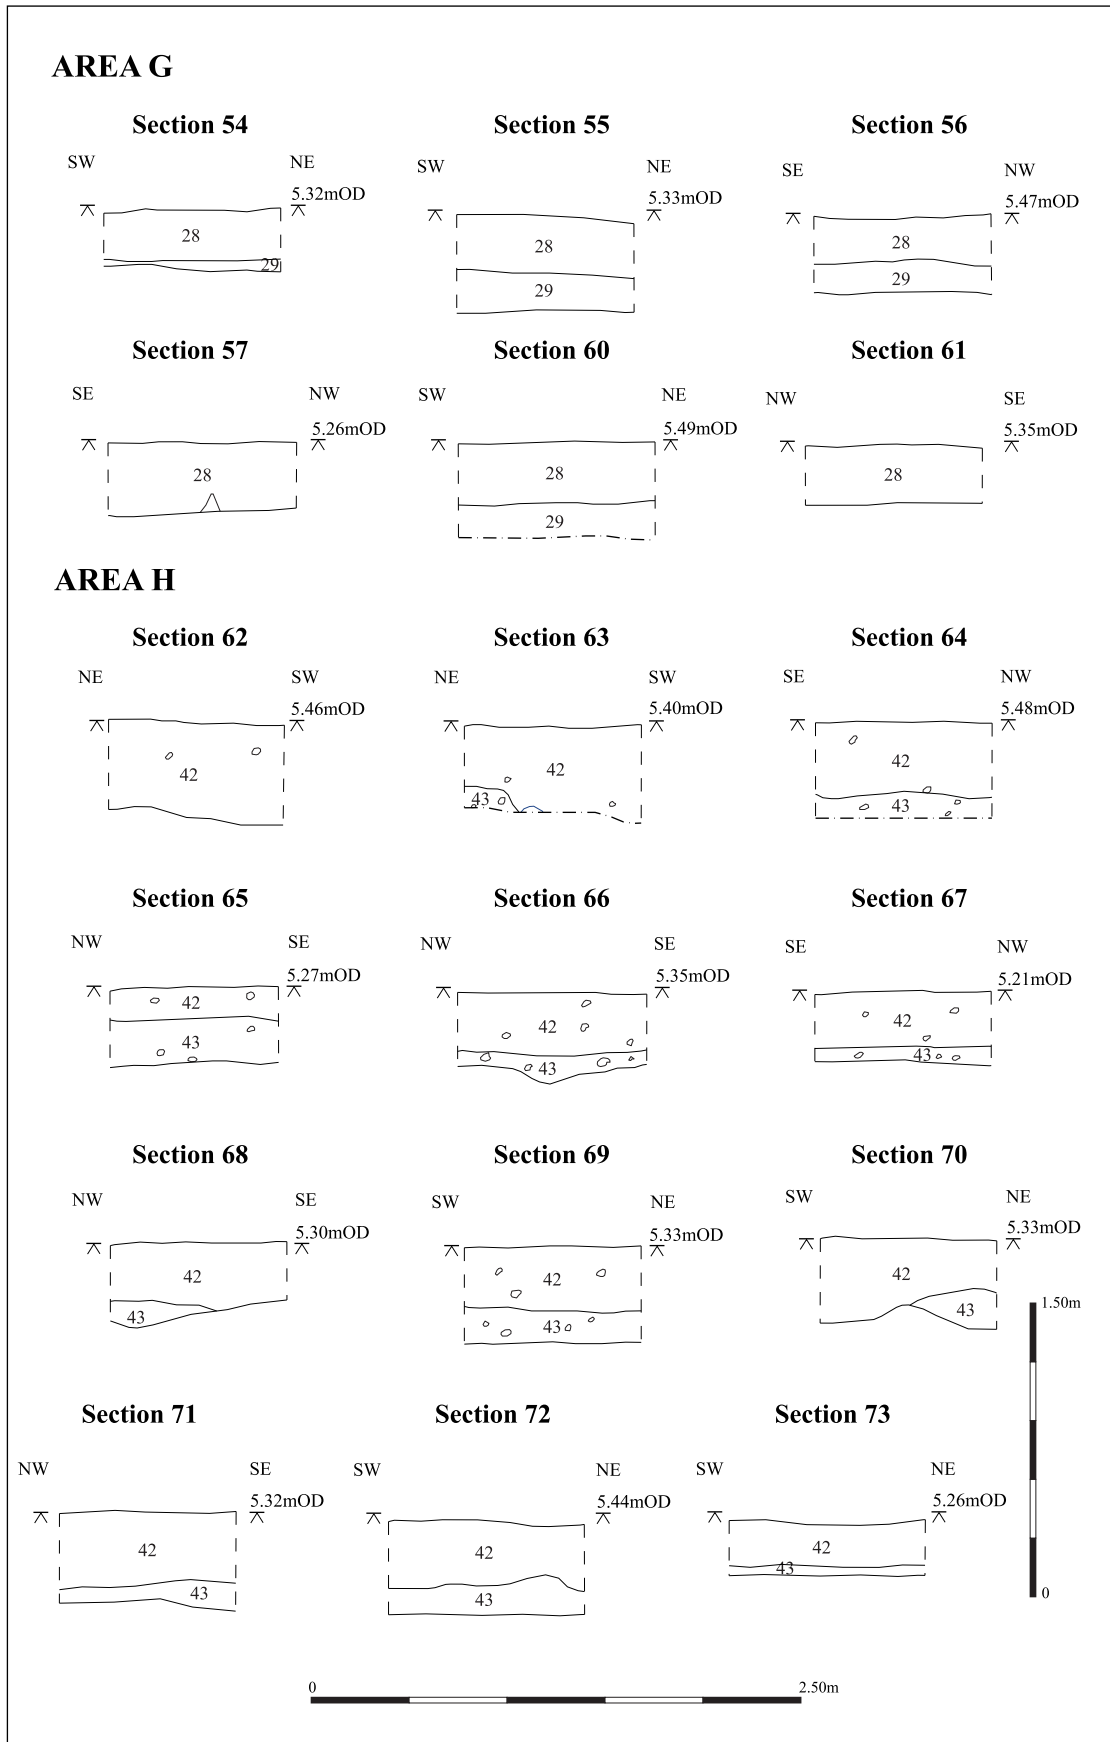 AREA G
Section 54
SW
NE
5.32mOD
28
29
Section 55
SW
NE
5.33mOD
28
29
Section 56
SE
NW
5.47mOD
28
29
Section 57
SE
NW
5.26mOD
28
Section 60
SW
NE
5.49mOD
28
29
Section 61
NW
SE
5.35mOD
28
AREA H
Section 62
NE
SW
5.46mOD
42
Section 63
NE
SW
5.40mOD
42
43
Section 64
SE
NW
5.48mOD
42
43
Section 65
NW
SE
5.27mOD
42
43
Section 66
NW
SE
5.35mOD
42
43
Section 67
SE
NW
5.21mOD
42
43
Section 68
NW
SE
5.30mOD
42
43
Section 69
SW
NE
5.33mOD
42
43
Section 70
SW
NE
5.33mOD
42
43
1.50m
0
Section 71
NW
SE
5.32mOD
42
43
Section 72
SW
NE
5.44mOD
42
43
Section 73
SW
NE
5.26mOD
42
43
0
2.50m